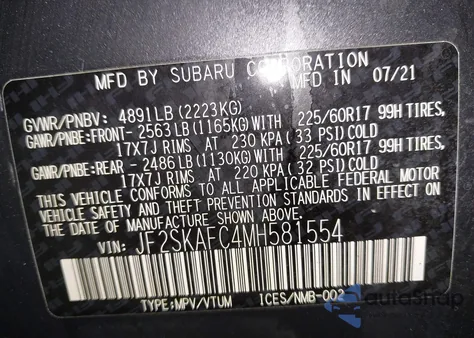 MFD BY SUBARU CORPORATION
MFD IN 07/21
GVWR/PNBV: 4891LB (2223KG)
GAWR/PNBE:FRONT- 2563 LB (1165KG) WITH 225/60R17 99H TIRES,
17X7J RIMS AT 230 KPA (33 PSI) COLD
GAWR/PNBE:REAR - 2486 LB (1130KG) WITH 225/60R17 99H TIRES,
17X7J RIMS AT 220 KPA (32 PSI) COLD
THIS VEHICLE CONFORMS TO ALL APPLICABLE FEDERAL MOTOR
VEHICLE SAFETY AND THEFT PREVENTION STANDARDS IN EFFECT ON
THE DATE OF MANUFACTURE SHOWN ABOVE.
VIN: JF2SKAFC4MH581554
TYPE:MPV/VTUM ICES/NMB-002
autoShap